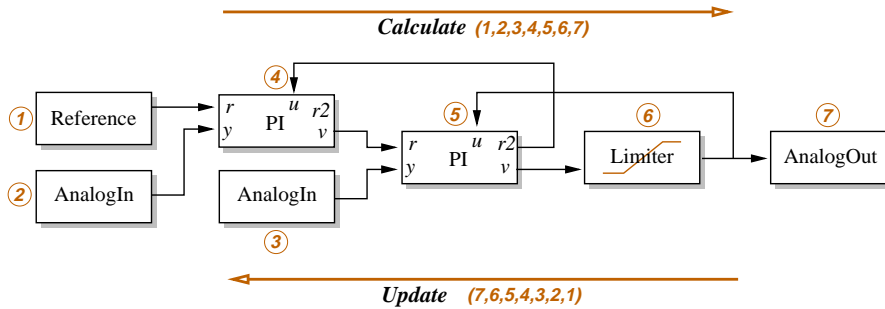 Calculate (1,2,3,4,5,6,7)
4
u
1
Reference
r
r2
PI
y
v
5
u
6
7
r
r2
PI
y
v
Limiter
AnalogOut
2
AnalogIn
AnalogIn
3
Update (7,6,5,4,3,2,1)